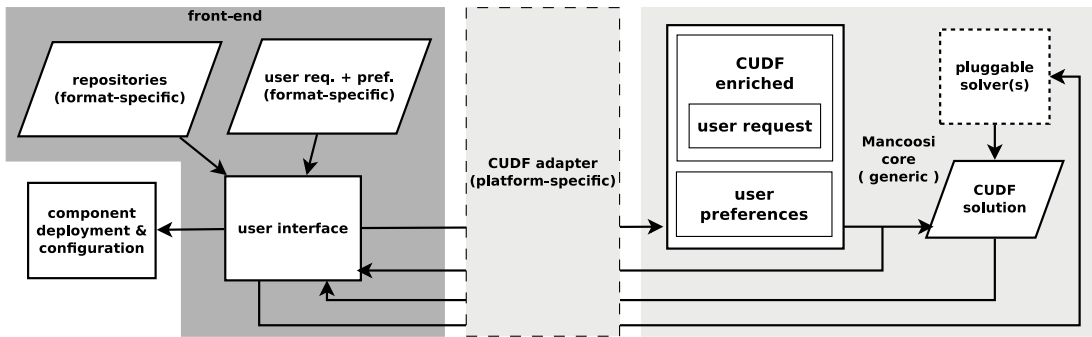 front-end
repositories
(format-specific)
user req. + pref.
(format-specific)
component
deployment &
configuration
user interface
CUDF adapter
(platform-specific)
CUDF
enriched
user request
user
preferences
Mancoosi
core
( generic )
pluggable
solver(s)
CUDF
solution